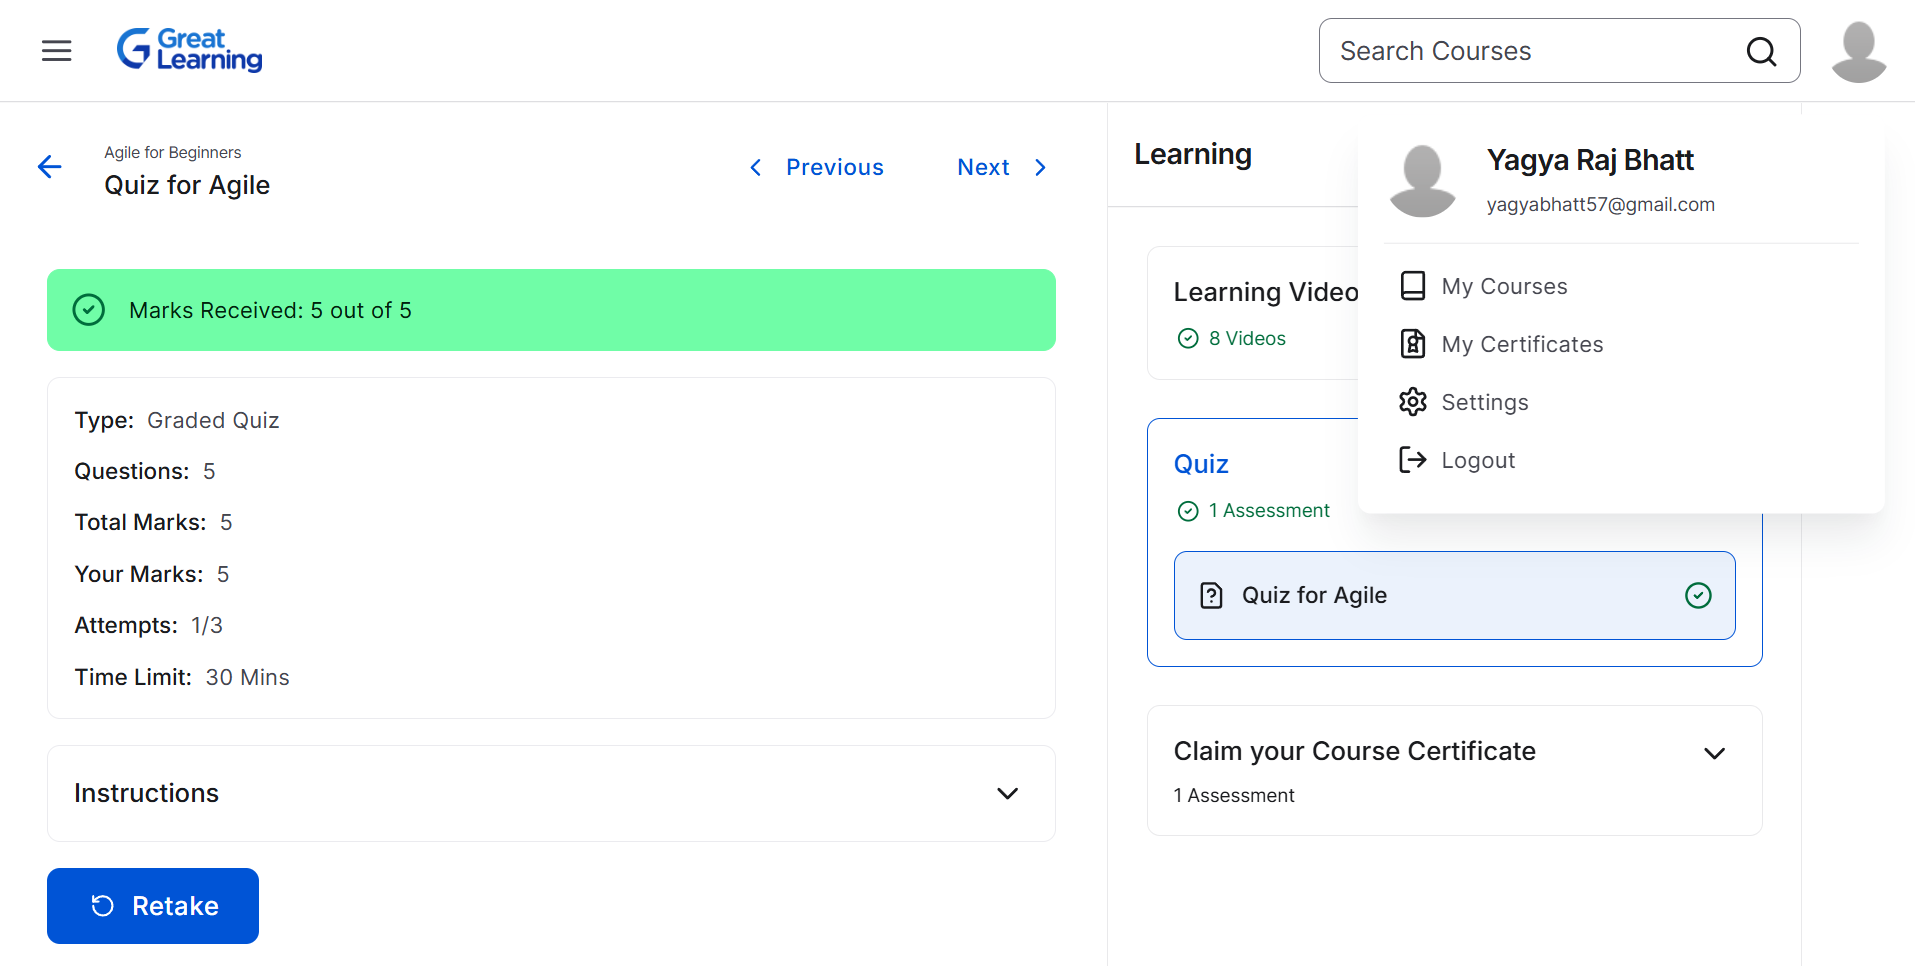 Great
Learning
Search Courses
Agile for Beginners
Quiz for Agile
Previous
Next
Marks Received: 5 out of 5
Type: Graded Quiz
Questions: 5
Total Marks: 5
Your Marks: 5
Attempts: 1/3
Time Limit: 30 Mins
Instructions
Retake
Learning
Learning Video
8 Videos
Quiz
1 Assessment
Quiz for Agile
Claim your Course Certificate
1 Assessment
Yagya Raj Bhatt
yagyabhatt57@gmail.com
My Courses
My Certificates
Settings
Logout